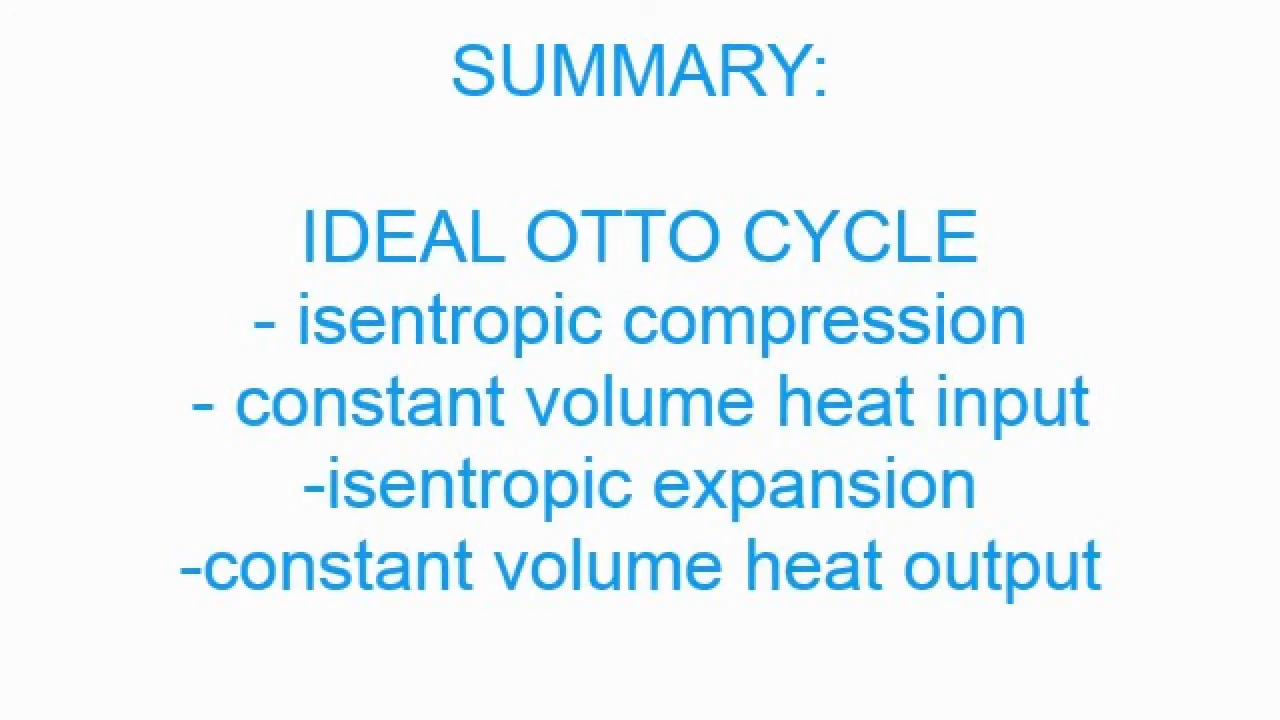 SUMMARY:
IDEAL OTTO CYCLE
- isentropic compression
- constant volume heat input
-isentropic expansion
-constant volume heat output